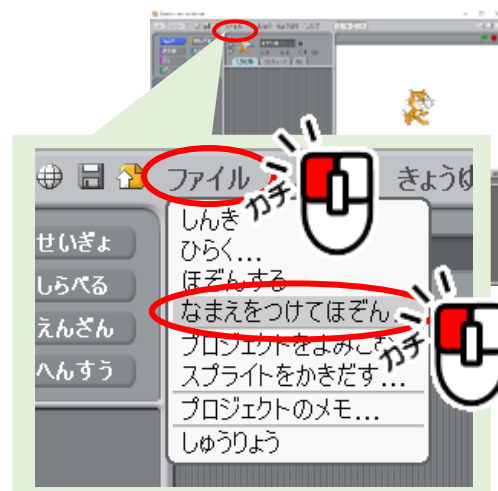 ファイル
きょうゆ
ガチ
しんき
ひらく...
ほぞんする
なまえをつけてほぞん
プロジェクトをよみこむ
ガチ
スプライトをかきだす...
プロジェクトのメモ...
しゅうりょう
せいぎょ
しらべる
えんざん
へんすう